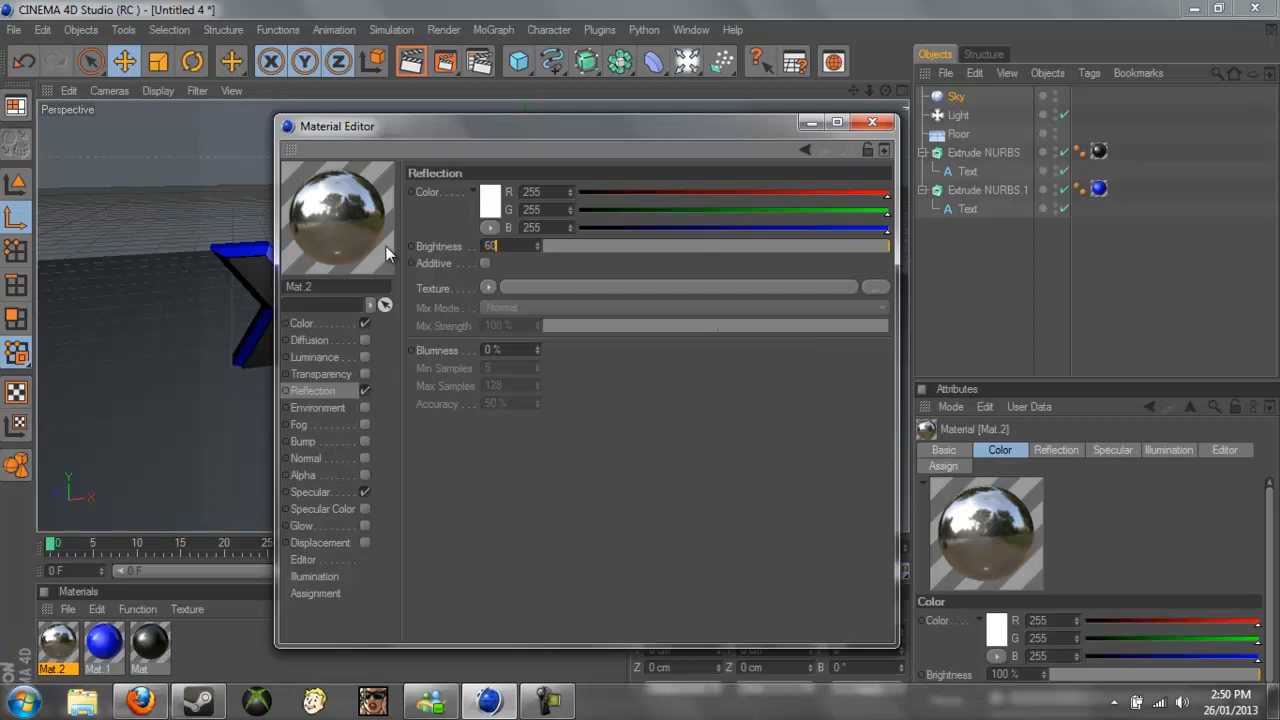 CINEMA 4D Studio (RC ) - [Untitled 4 *]
File Edit Objects Tools Selection Structure Functions Animation Simulation Render MoGraph Character Plugins Python Window Help
Objects Structure
File Edit View Objects Tags Bookmarks
Edit Cameras Display Filter View
Perspective
Sky
Light
Floor
Extrude NURBS
Text
Extrude NURBS 1
Text
Material Editor
Reflection
Color R 255
G 255
B 255
Brightness 60
Additive
Texture
...
Mix Mode Normal
Mix Strength 100 %
Blurriness 0 %
Min Samples 5
Max Samples 128
Accuracy 50 %
Mat.2
Color
Diffusion
Luminance
Transparency
Reflection
Environment
Fog
Bump
Normal
Alpha
Specular
Specular Color
Glow
Displacement
Editor
Illumination
Assignment
Y
X
0 5 10 15 20 25
0 F 0 F
Materials
File Edit Function Texture
Mat.2 Mat.1 Mat
Z 0 cm Z 0 cm B 0 °
Attributes
Mode Edit User Data
Material [Mat.2]
Basic Color Reflection Specular Illumination Editor
Assign
Color
Color R 255
G 255
B 255
Brightness 100 %
2:50 PM
26/01/2013